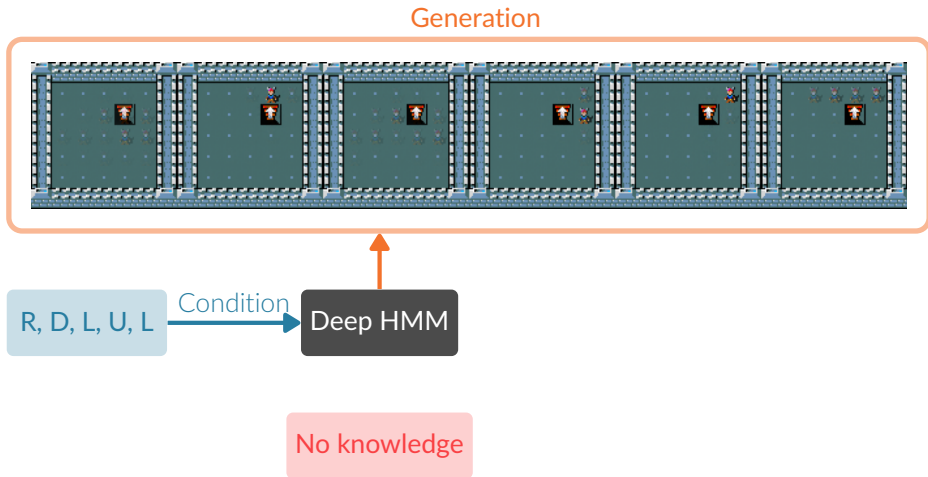 Generation
R, D, L, U, L
Condition
Deep HMM
No knowledge